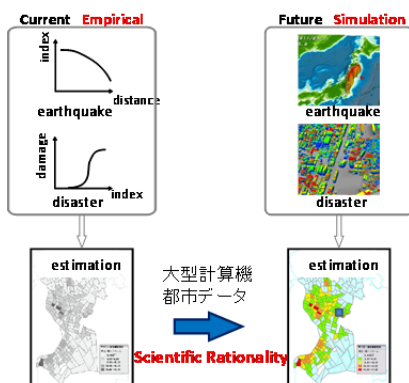 Current Empirical
index
distance
earthquake
damage
index
disaster
Future Simulation
earthquake
disaster
estimation
大型計算機
都市データ
Scientific Rationality
estimation